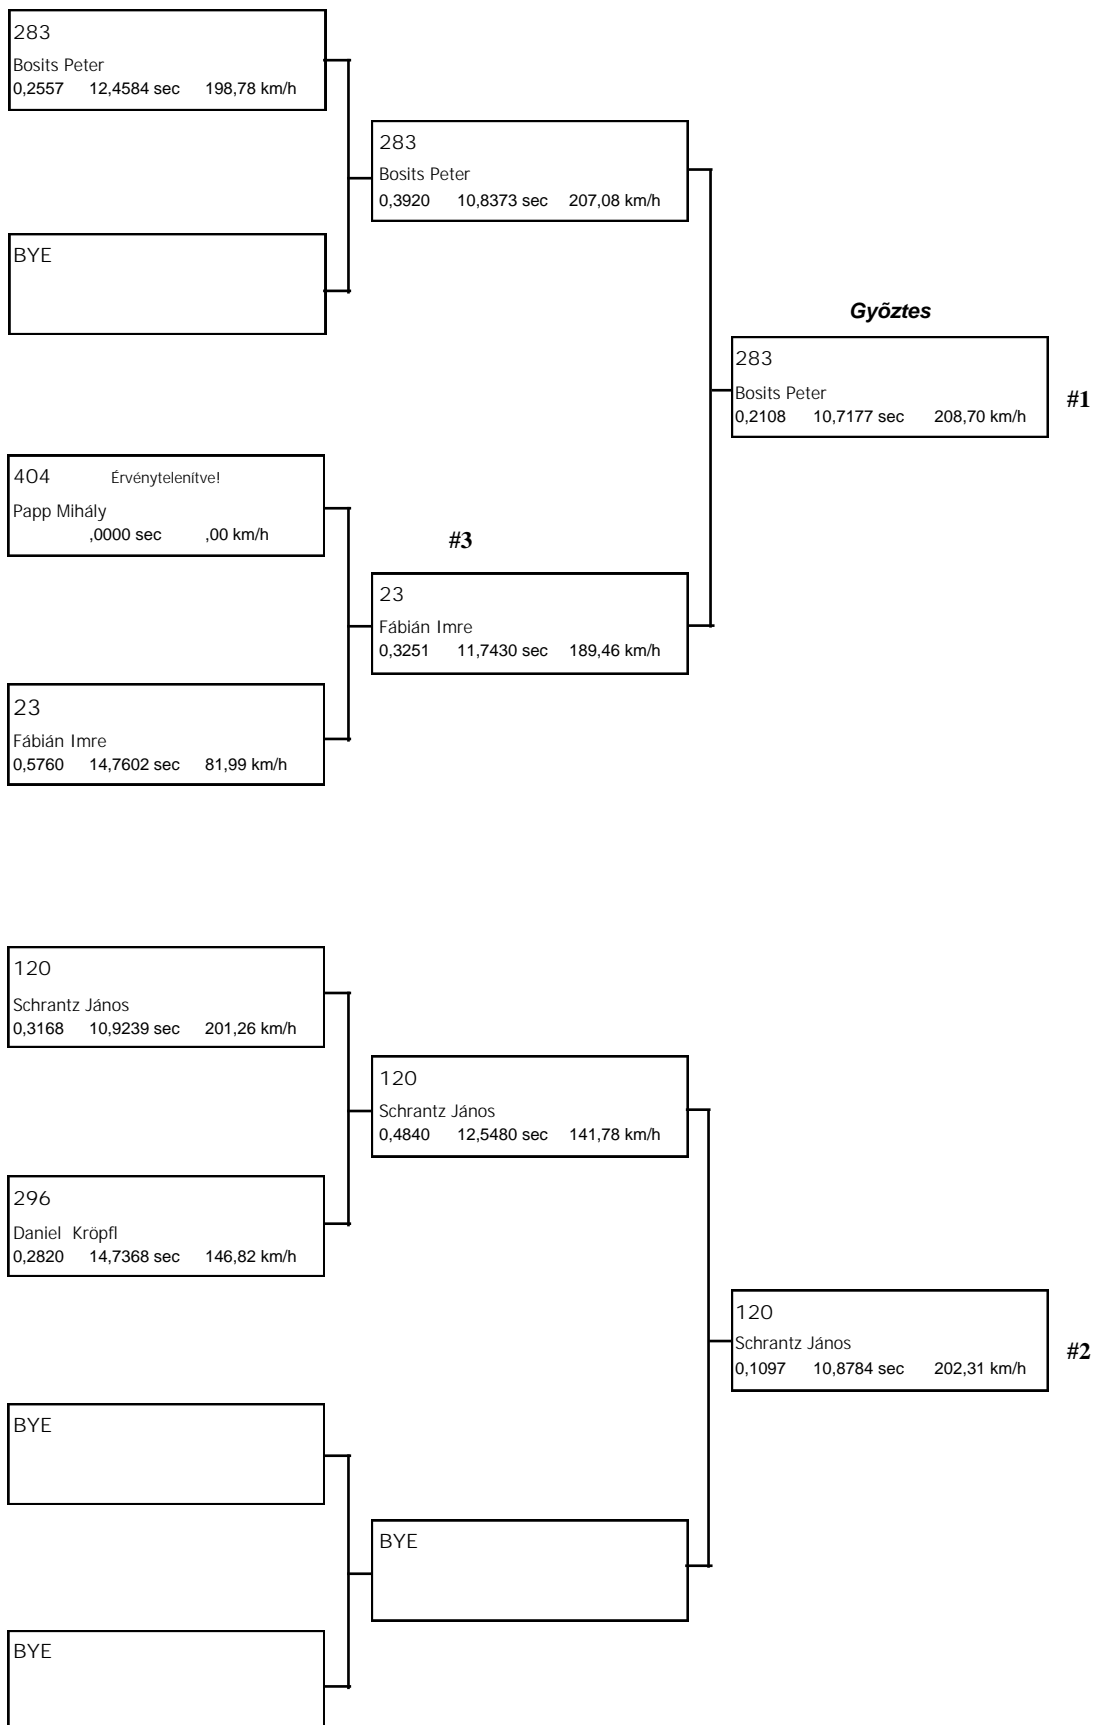 283
Bosits Peter
0,2557 12,4584 sec 198,78 km/h
BYE
404 Érvénytelenítve!
Papp Mihály
,0000 sec ,00 km/h
23
Fábián Imre
0,5760 14,7602 sec 81,99 km/h
283
Bosits Peter
0,3920 10,8373 sec 207,08 km/h
#3
23
Fábián Imre
0,3251 11,7430 sec 189,46 km/h
Gyõztes
283
Bosits Peter
0,2108 10,7177 sec 208,70 km/h
#1
120
Schrantz János
0,3168 10,9239 sec 201,26 km/h
296
Daniel Kröpfl
0,2820 14,7368 sec 146,82 km/h
BYE
BYE
120
Schrantz János
0,4840 12,5480 sec 141,78 km/h
BYE
120
Schrantz János
0,1097 10,8784 sec 202,31 km/h
#2